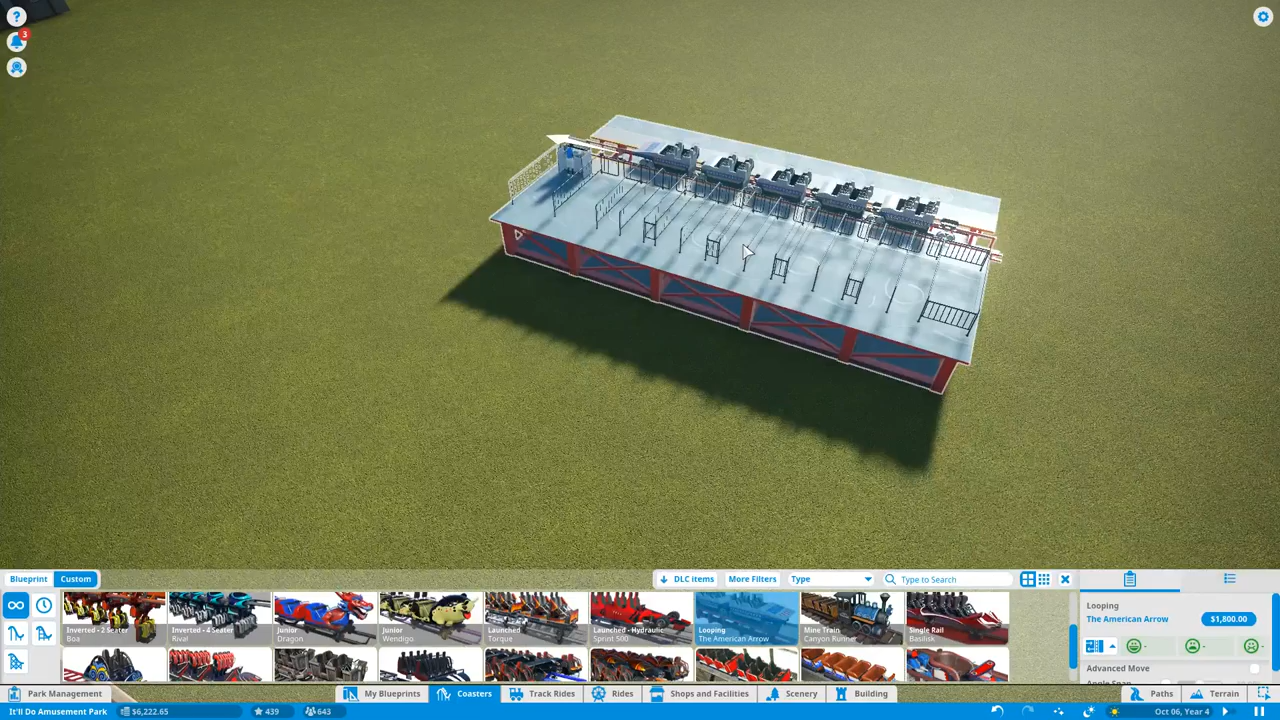 ?
3
Blueprint
Custom
DLC items
More Filters
Type
Type to Search
Inverted - 2 Seater
Boa
Inverted - 4 Seater
Rival
Junior
Dragon
Junior
Wendigo
Launched
Torque
Launched - Hydraulic
Sprint 500
Looping
The American Arrow
Mine Train
Canyon Runner
Single Rail
Basilisk
Looping
The American Arrow
$1,800.00
Advanced Move
Angle Snap
Park Management
My Blueprints
Coasters
Track Rides
Rides
Shops and Facilities
Scenery
Building
Paths
Terrain
It'll Do Amusement Park
$6,222.65
439
643
Oct 06, Year 4